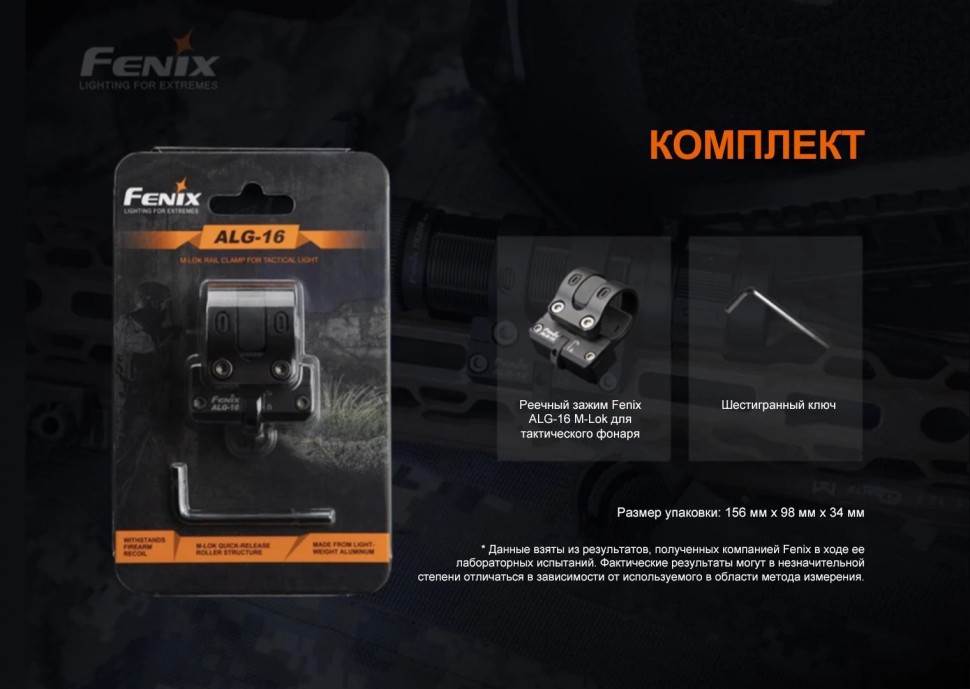 FENIX
LIGHTING FOR EXTREMES
КОМПЛЕКТ
FENIX
LIGHTING FOR EXTREMES
ALG-16
M-LOK RAIL CLAMP FOR TACTICAL LIGHT
FENIX
ALG-16
WITHSTANDS
FIREARM
RECOIL
M-LOK QUICK-RELEASE
ROLLER STRUCTURE
MADE FROM LIGHT-
WEIGHT ALUMINUM
Fenix
Реечный зажим Fenix
ALG-16 M-Lok для
тактического фонаря
Шестигранный ключ
Размер упаковки: 156 мм x 98 мм x 34 мм
* Данные взяты из результатов, полученных компанией Fenix в ходе ее
лабораторных испытаний. Фактические результаты могут в незначительной
степени отличаться в зависимости от используемого в области метода измерения.